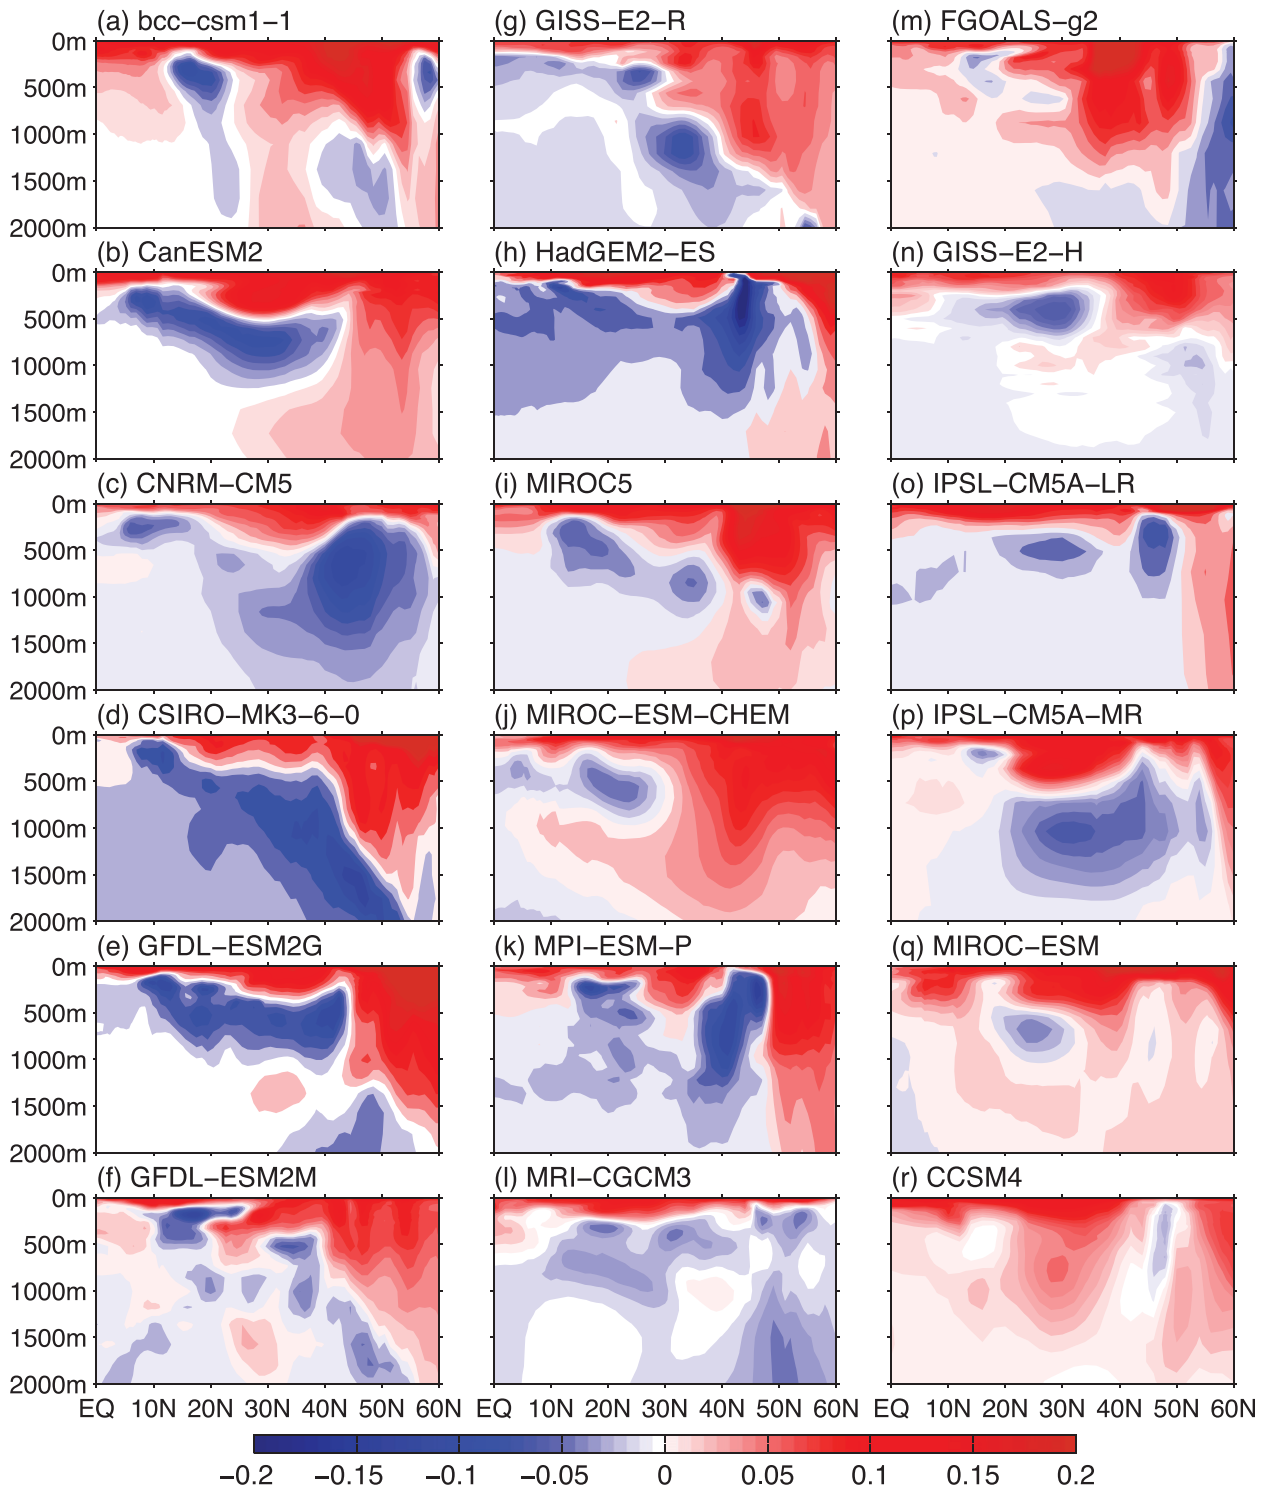 (a) bcc−csm1−1 (g) GISS−E2−R (m) FGOALS−g2
0m
500m
1000m
1500m
2000m
(b) CanESM2 (h) HadGEM2−ES (n) GISS−E2−H
0m
500m
1000m
1500m
2000m
(c) CNRM−CM5 (i) MIROC5 (o) IPSL−CM5A−LR
0m
500m
1000m
1500m
2000m
(d) CSIRO−MK3−6−0 (j) MIROC−ESM−CHEM (p) IPSL−CM5A−MR
0m
500m
1000m
1500m
2000m
(e) GFDL−ESM2G (k) MPI−ESM−P (q) MIROC−ESM
0m
500m
1000m
1500m
2000m
(f) GFDL−ESM2M (l) MRI−CGCM3 (r) CCSM4
0m
500m
1000m
1500m
2000m
EQ 10N 20N 30N 40N 50N 60N EQ 10N 20N 30N 40N 50N 60N EQ 10N 20N 30N 40N 50N 60N
−0.2 −0.15 −0.1 −0.05 0 0.05 0.1 0.15 0.2